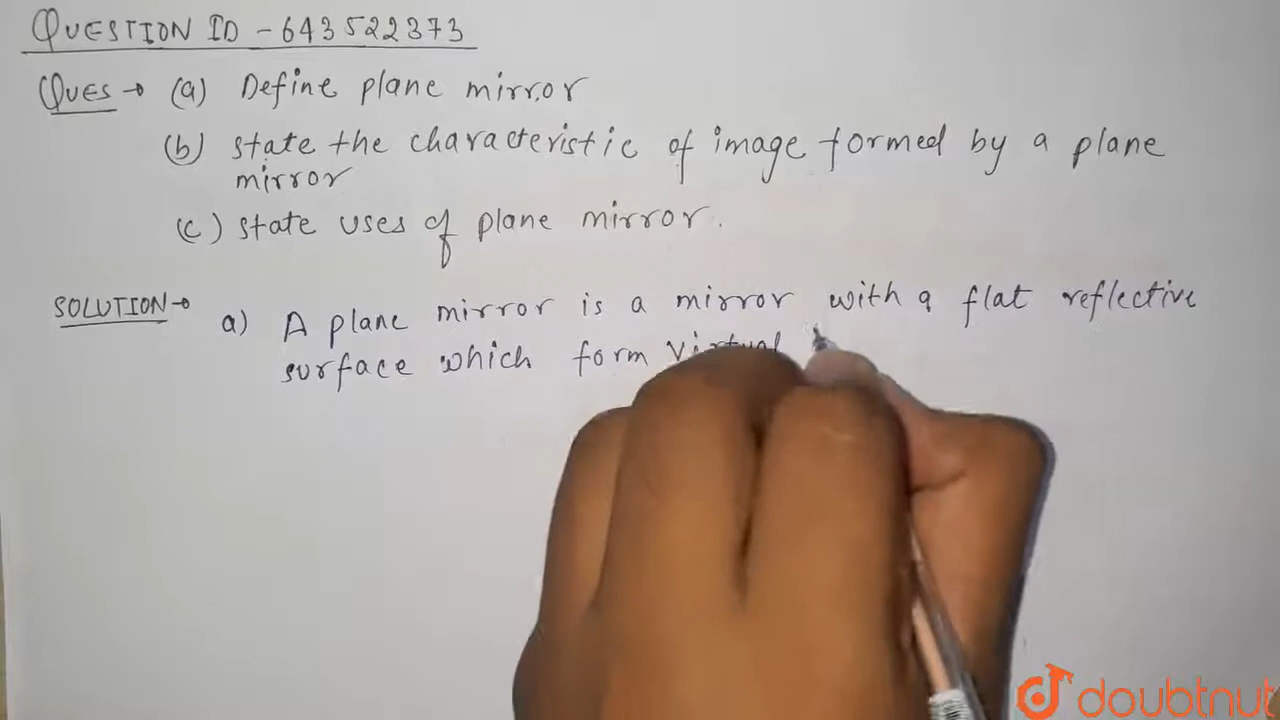 QUESTION ID - 643522373
QUES → (a) Define plane mirror
(b) state the characteristic of image formed by a plane
mirror
(c) state uses of plane mirror.
SOLUTION → a) A plane mirror is a mirror with a flat reflective
surface which form virtual
doubtnut